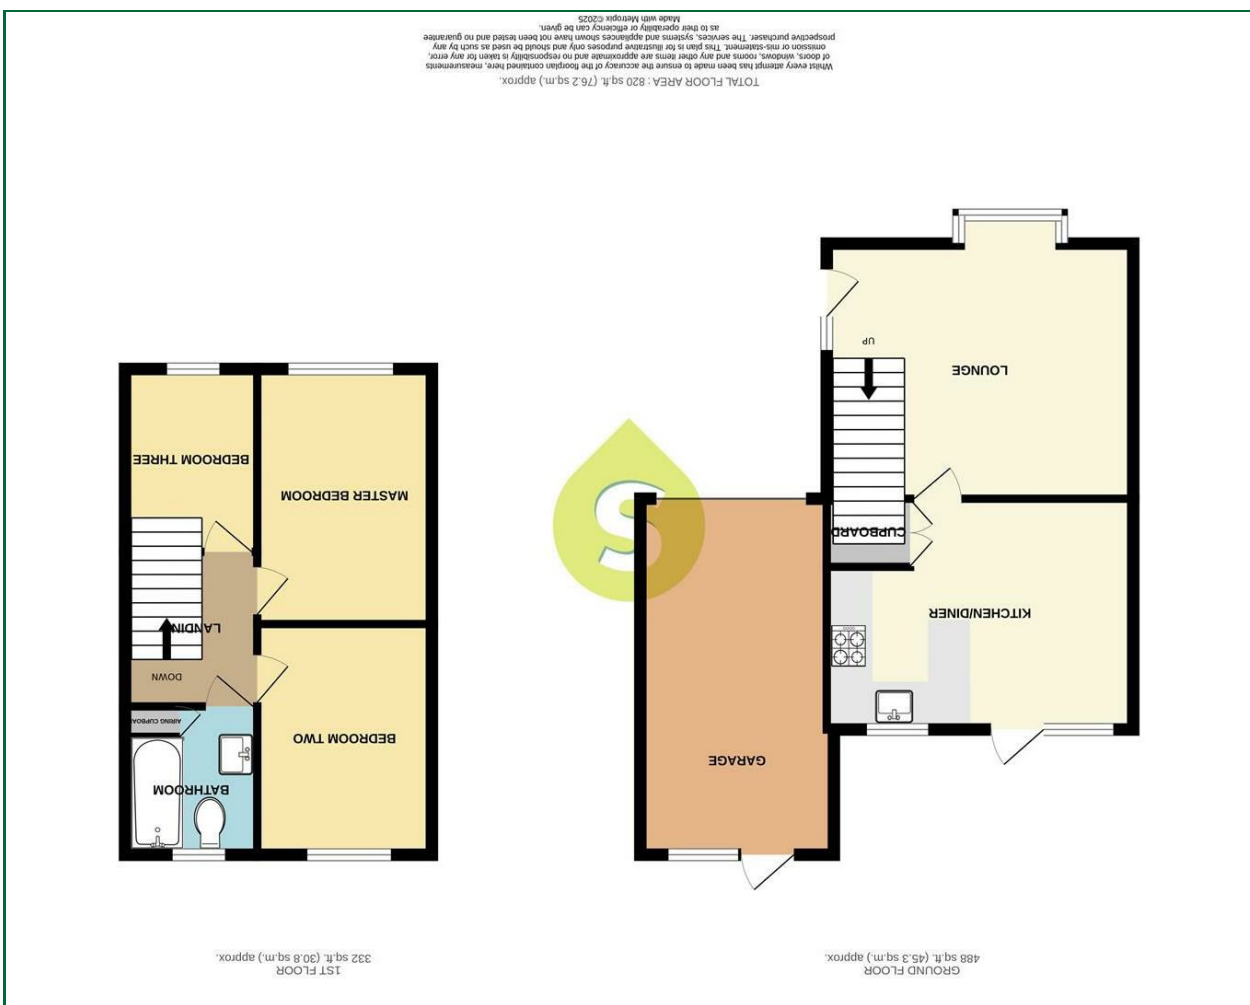 GROUND FLOOR
488 sq.ft. (45.3 sq.m.) approx.
1ST FLOOR
332 sq.ft. (30.8 sq.m.) approx.
GARAGE
KITCHEN/DINER
CUPBOARD
LOUNGE
UP
BATHROOM
BEDROOM TWO
AIRING CUPBOA
DOWN
LANDIN
MASTER BEDROOM
BEDROOM THREE
S
TOTAL FLOOR AREA : 820 sq.ft. (76.2 sq.m.) approx.
Whilst every attempt has been made to ensure the accuracy of the floorplan contained here, measurements
of doors, windows, rooms and any other items are approximate and no responsibility is taken for any error,
omission or mis-statement. This plan is for illustrative purposes only and should be used as such by any
prospective purchaser. The services, systems and appliances shown have not been tested and no guarantee
as to their operability or efficiency can be given.
Made with Metropix ©2025